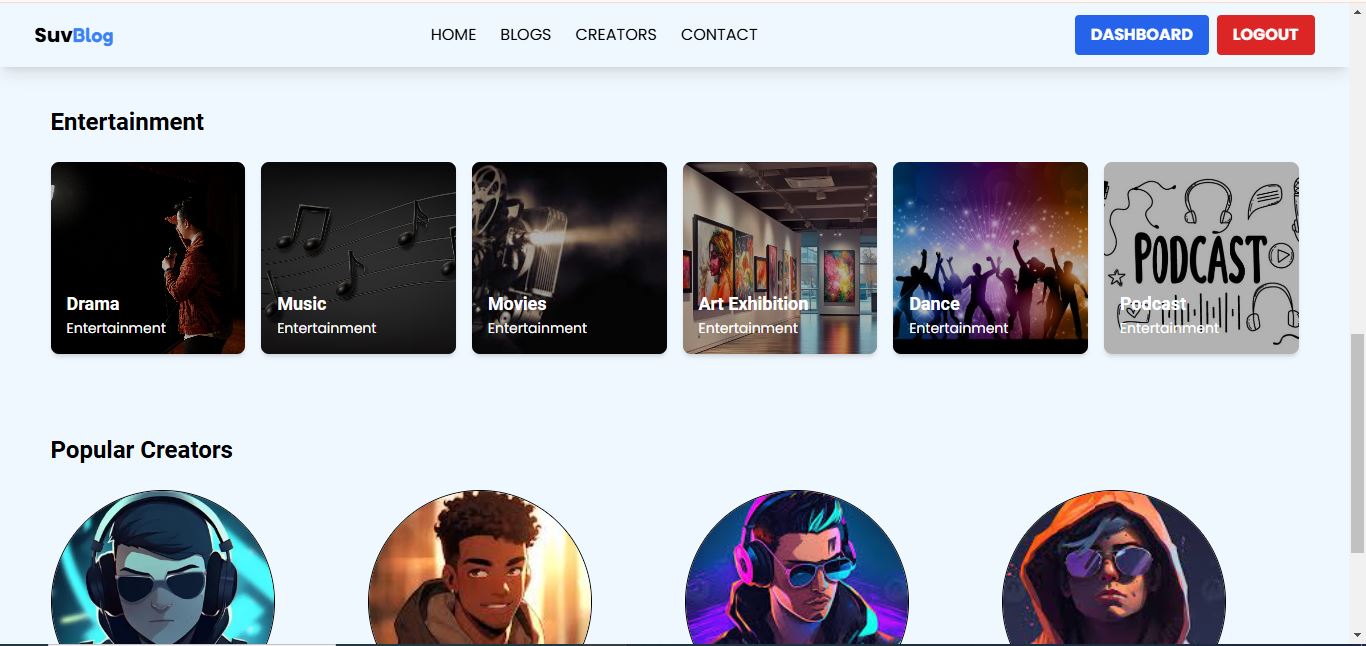 SuvBlog
HOME BLOGS CREATORS CONTACT
DASHBOARD LOGOUT
Entertainment
PODCAST
Drama Music Movies Art Exhibition Dance Podcast
Entertainment Entertainment Entertainment Entertainment Entertainment Entertainment
Popular Creators